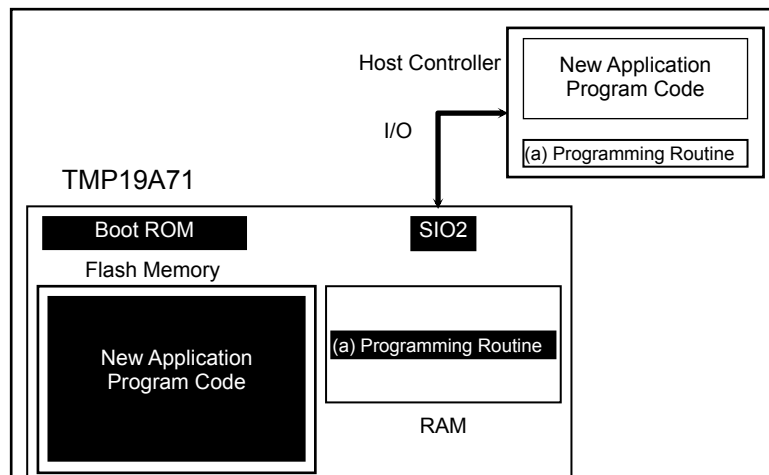 Host Controller
New Application
Program Code
(a) Programming Routine
I/O
TMP19A71
Boot ROM
SIO2
Flash Memory
New Application
Program Code
(a) Programming Routine
RAM